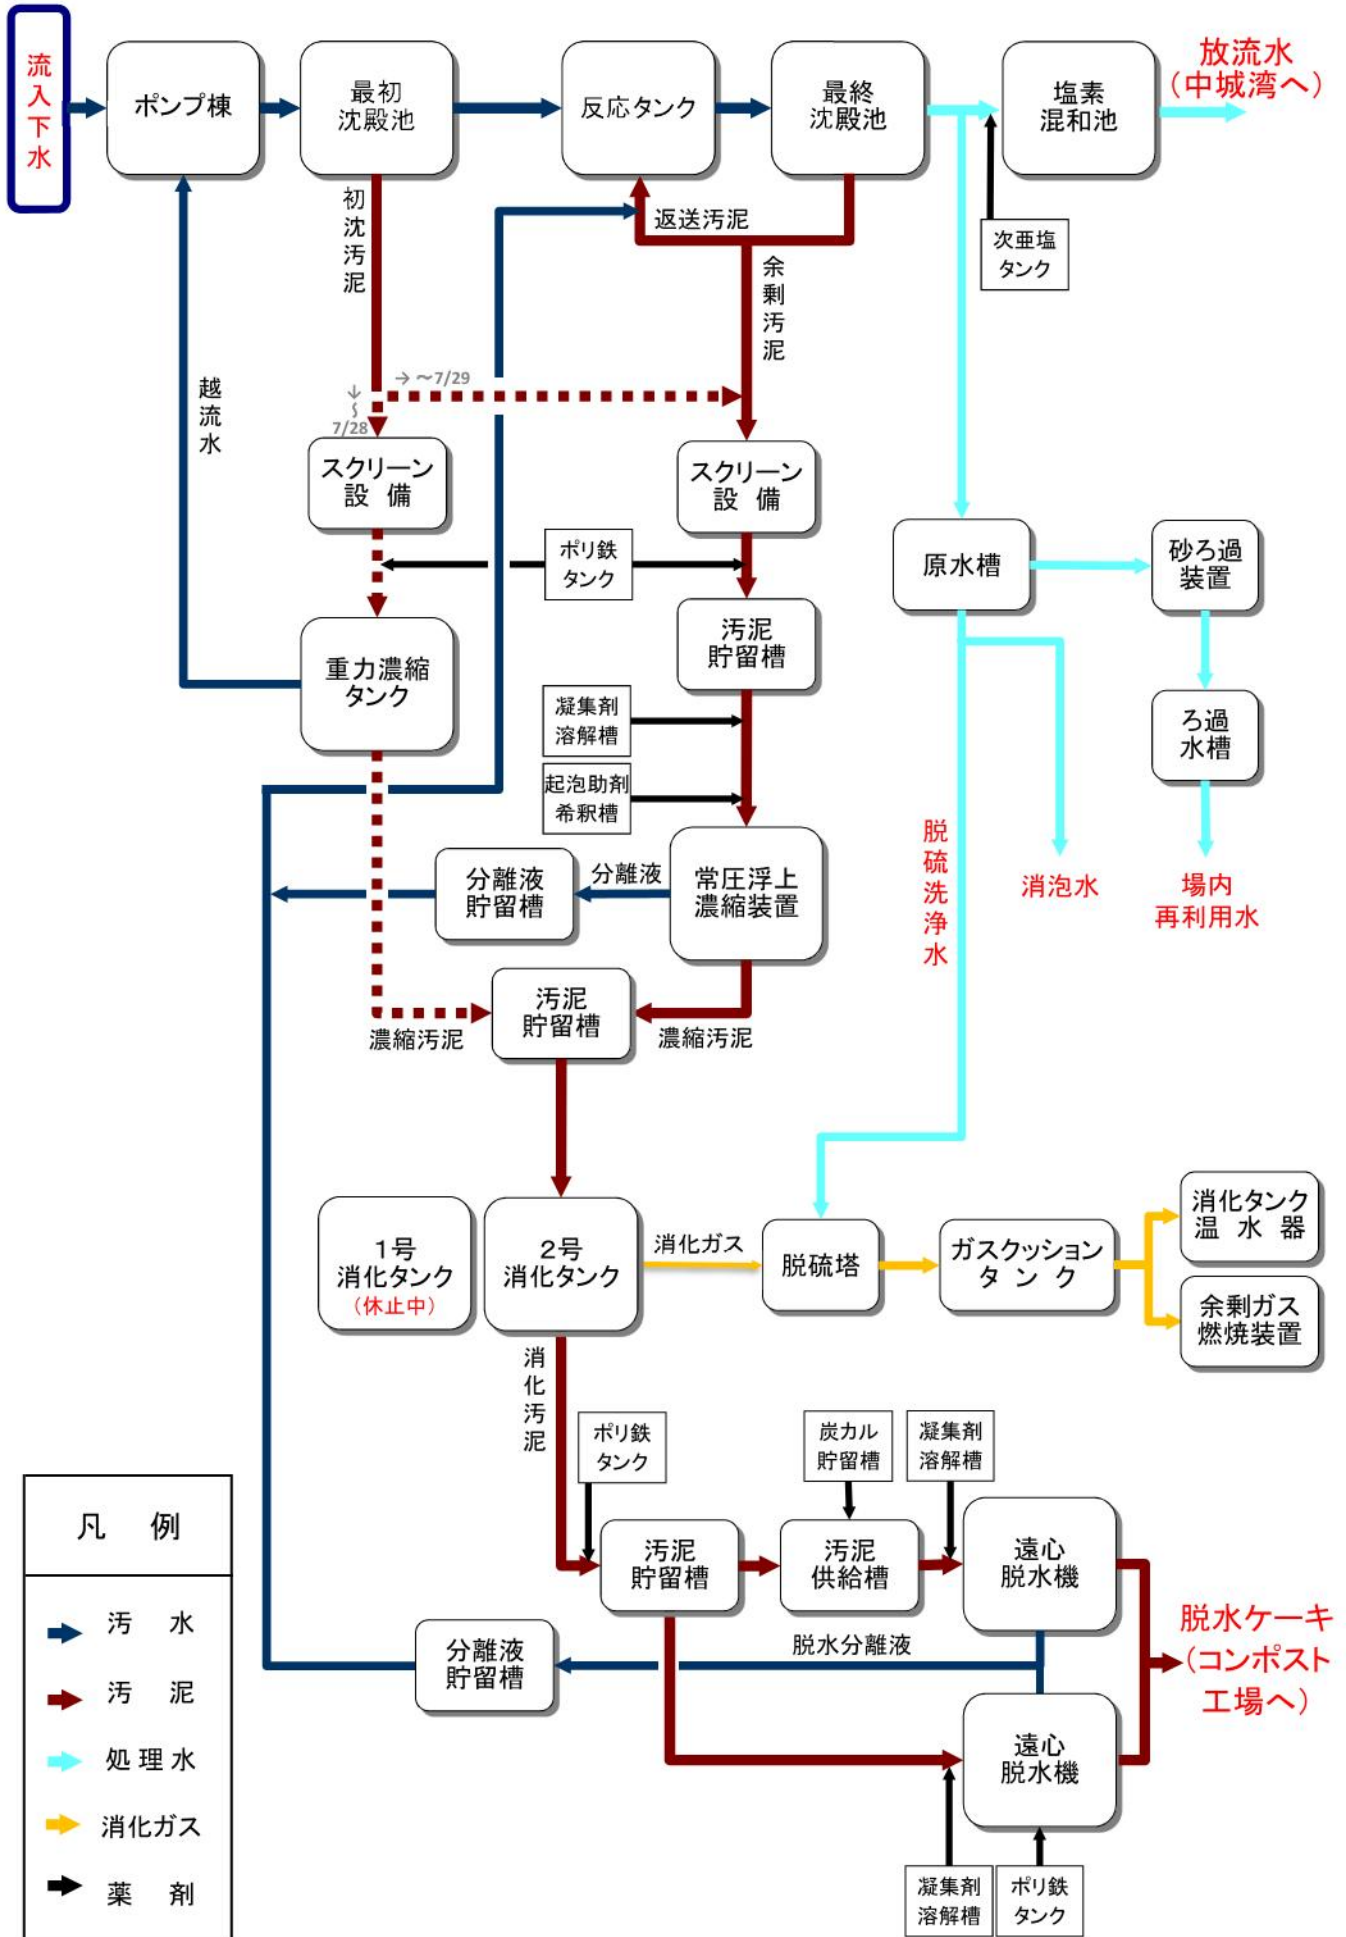 流入下水
ポンプ棟
最初
沈殿池
反応タンク
最終
沈殿池
塩素
混和池
放流水
（中城湾へ）
初沈汚泥
返送汚泥
余剰汚泥
次亜塩
タンク
越流水
→ ～7/29
↓
～
7/28
スクリーン
設 備
スクリーン
設 備
ポリ鉄
タンク
原水槽
砂ろ過
装置
汚泥
貯留槽
重力濃縮
タンク
凝集剤
溶解槽
ろ過
水槽
起泡助剤
希釈槽
脱硫洗浄水
分離液
貯留槽
分離液
常圧浮上
濃縮装置
消泡水
場内
再利用水
汚泥
貯留槽
濃縮汚泥
濃縮汚泥
1号
消化タンク
（休止中）
2号
消化タンク
消化ガス
脱硫塔
ガスクッション
タ ン ク
消化タンク
温 水 器
余剰ガス
燃焼装置
消化汚泥
ポリ鉄
タンク
炭カル
貯留槽
凝集剤
溶解槽
汚泥
貯留槽
汚泥
供給槽
遠心
脱水機
脱水ケーキ
（コンポスト
工場へ）
分離液
貯留槽
脱水分離液
遠心
脱水機
凝集剤
溶解槽
ポリ鉄
タンク
凡 例
汚 水
汚 泥
処 理 水
消化ガス
薬 剤